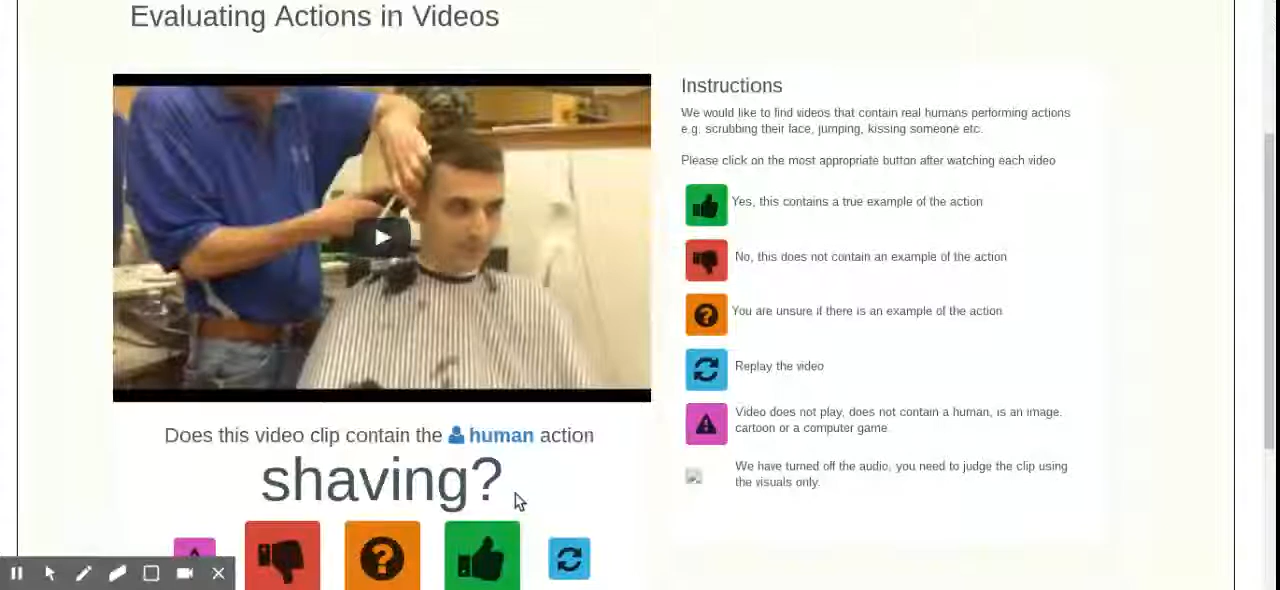 Evaluating Actions in Videos
Instructions
We would like to find videos that contain real humans performing actions
e.g. scrubbing their face, jumping, kissing someone etc.
Please click on the most appropriate button after watching each video
Yes, this contains a true example of the action
No, this does not contain an example of the action
You are unsure if there is an example of the action
Replay the video
Video does not play, does not contain a human, is an image,
cartoon or a computer game.
We have turned off the audio, you need to judge the clip using
the visuals only.
Does this video clip contain the human action
shaving?